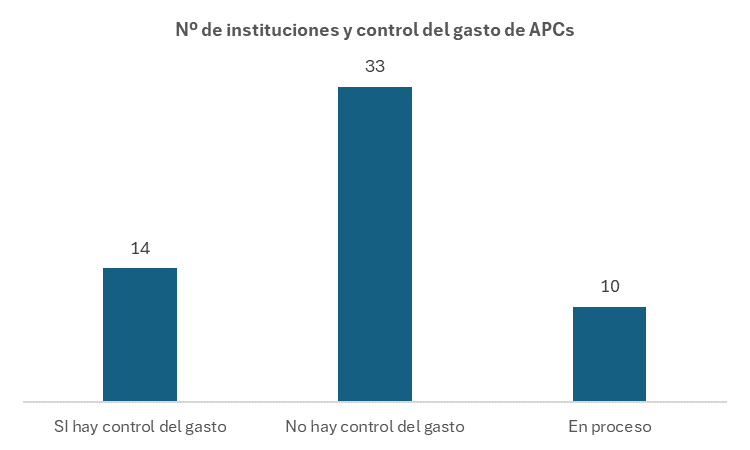 Nº de instituciones y control del gasto de APCs
33
14
10
SI hay control del gasto
No hay control del gasto
En proceso